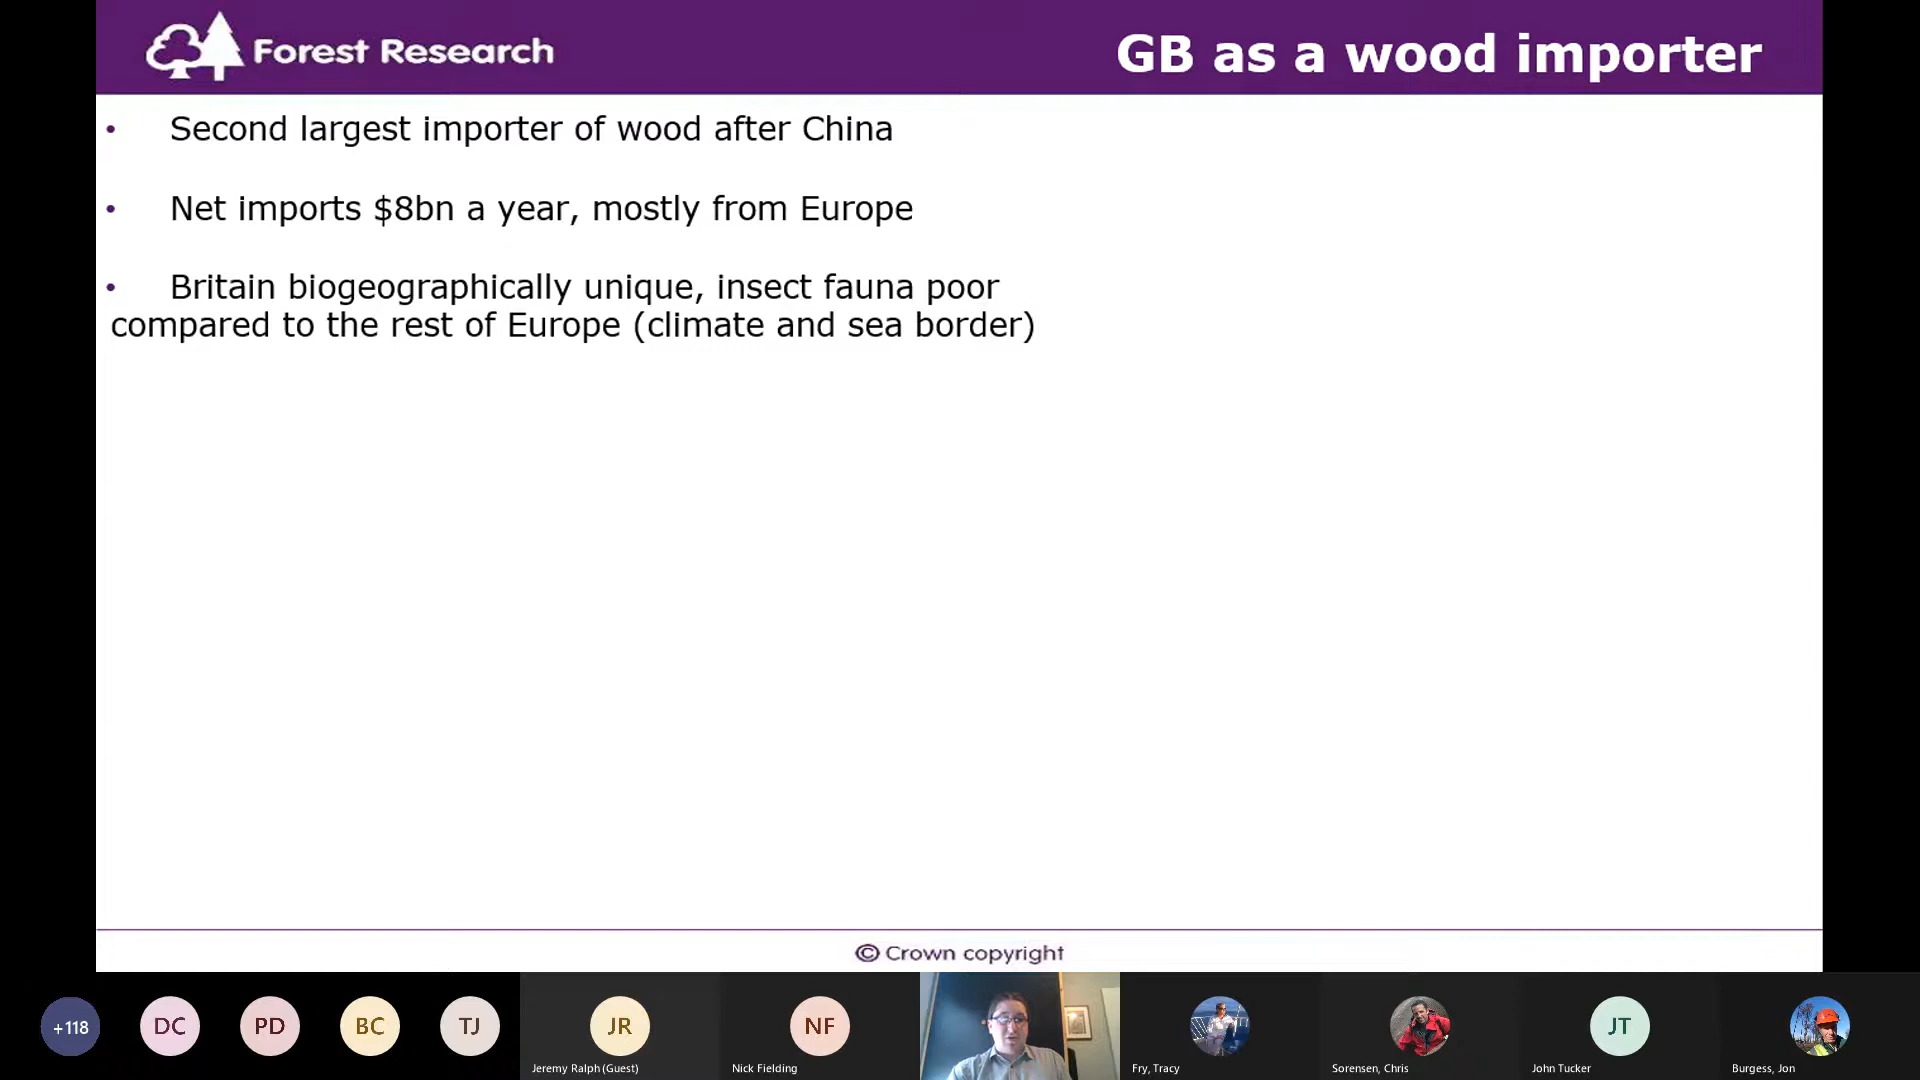 Forest Research
GB as a wood importer
• Second largest importer of wood after China
• Net imports $8bn a year, mostly from Europe
• Britain biogeographically unique, insect fauna poor
compared to the rest of Europe (climate and sea border)
© Crown copyright
+118
DC
PD
BC
TJ
JR
NF
JT
Jeremy Ralph (Guest)
Nick Fielding
Fry, Tracy
Sorensen, Chris
John Tucker
Burgess, Jon